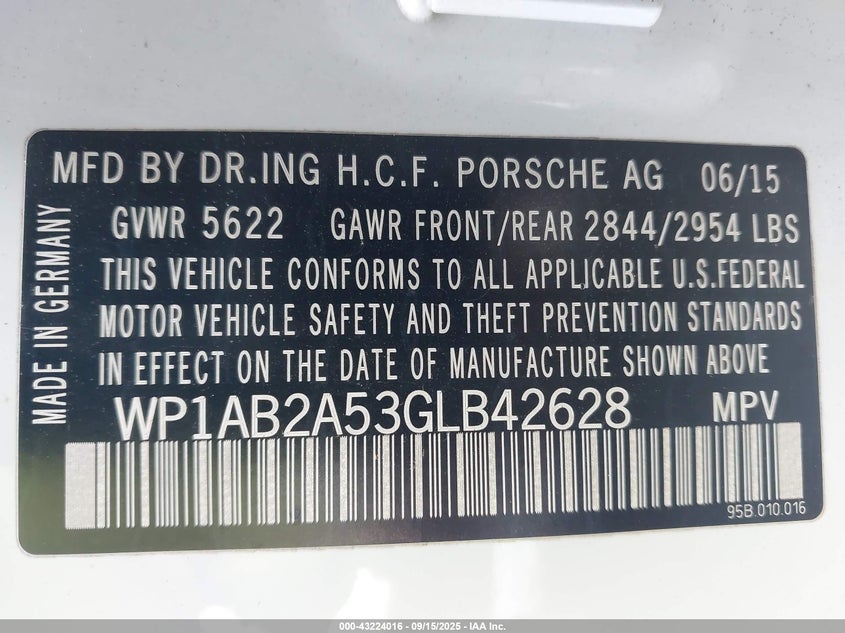 MFD BY DR.ING H.C.F. PORSCHE AG 06/15
GVWR 5622 GAWR FRONT/REAR 2844/2954 LBS
THIS VEHICLE CONFORMS TO ALL APPLICABLE U.S.FEDERAL
MOTOR VEHICLE SAFETY AND THEFT PREVENTION STANDARDS
IN EFFECT ON THE DATE OF MANUFACTURE SHOWN ABOVE
WP1AB2A53GLB42628 MPV
95B.010.016
MADE IN GERMANY
000-43224016 - 09/15/2025 - IAA Inc.